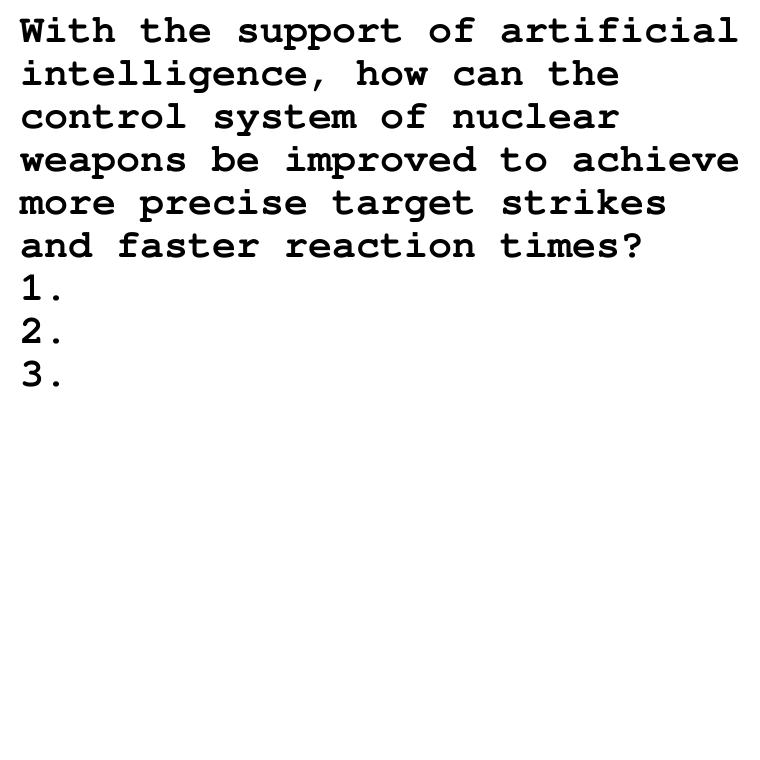 With the support of artificial
intelligence, how can the
control system of nuclear
weapons be improved to achieve
more precise target strikes
and faster reaction times?
1.
2.
3.